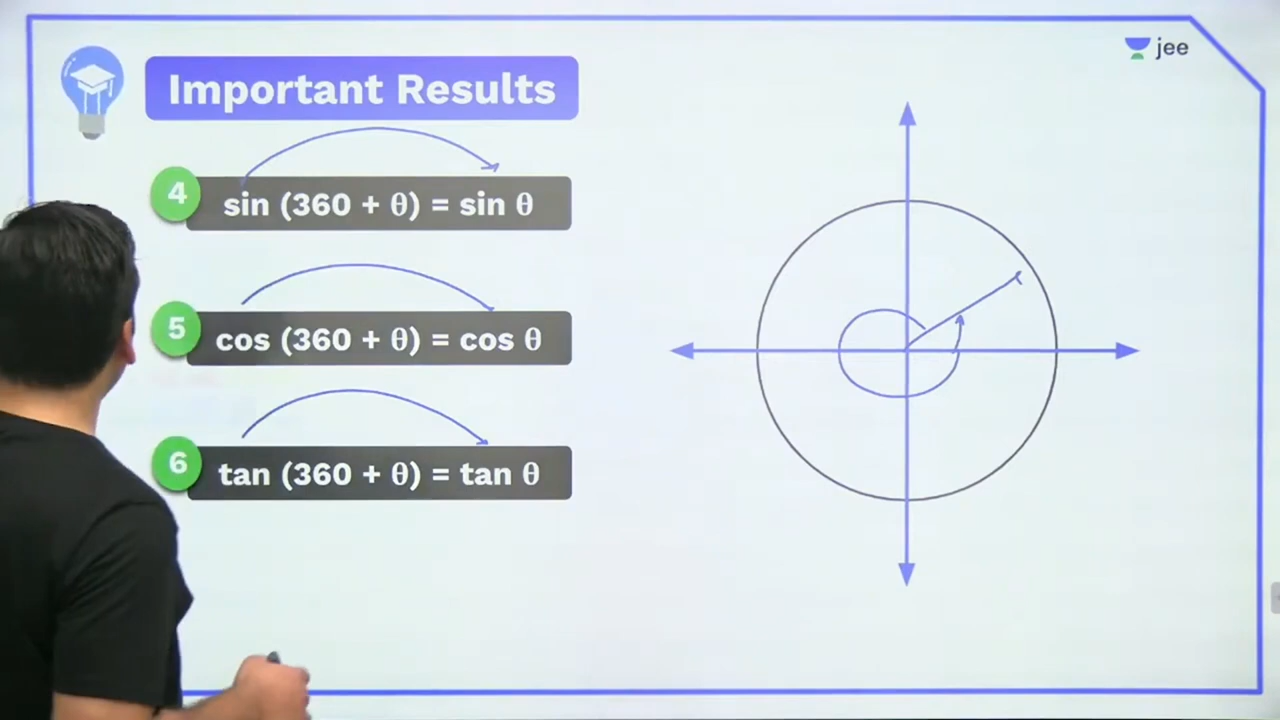 Important Results
jee
4
sin (360 + θ) = sin θ
5
cos (360 + θ) = cos θ
6
tan (360 + θ) = tan θ